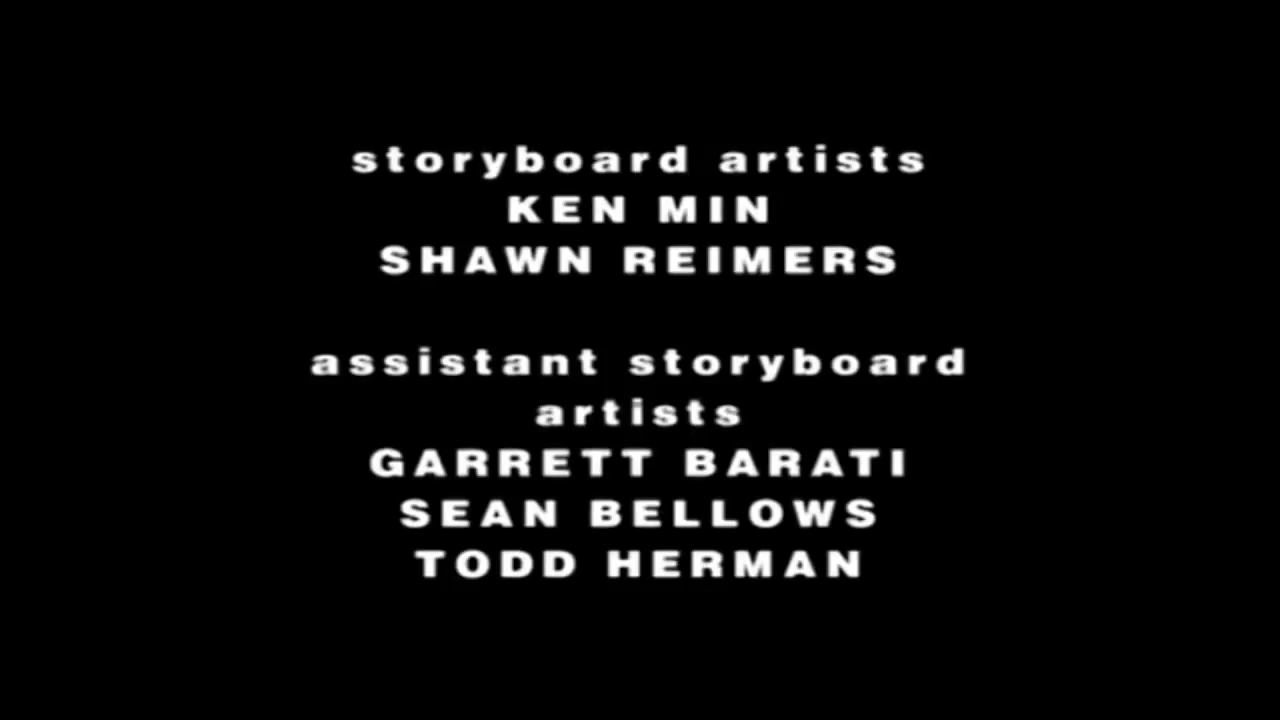 storyboard artists
KEN MIN
SHAWN REIMERS
assistant storyboard
artists
GARRETT BARATI
SEAN BELLOWS
TODD HERMAN